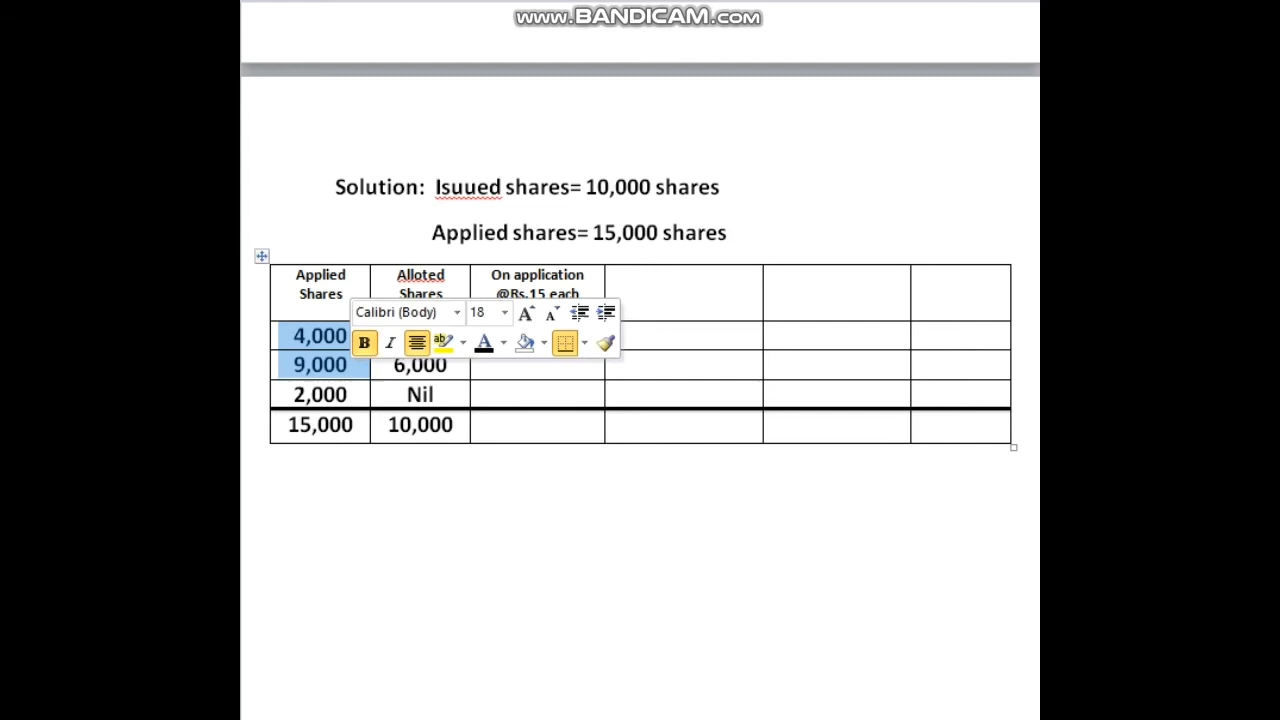 www.BANDICAM.com
Solution: Isuued shares= 10,000 shares
Applied shares= 15,000 shares
Applied Shares Alloted Shares On application @Rs.15 each
Calibri (Body) 18
4,000
B I
9,000 6,000
2,000 Nil
15,000 10,000